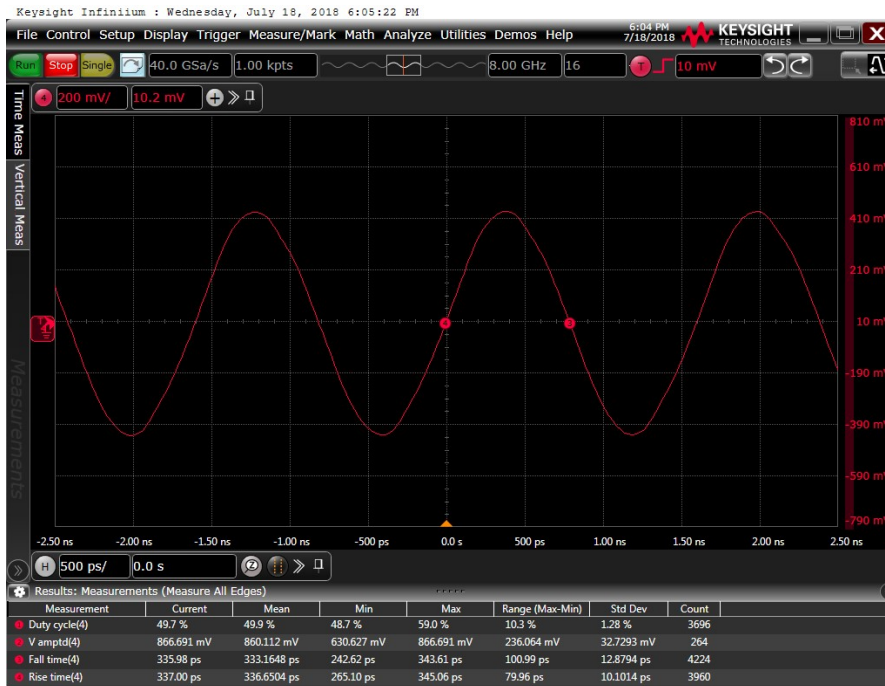 Keysight Infiniium : Wednesday, July 18, 2018 6:05:22 PM
File Control Setup Display Trigger Measure/Mark Math Analyze Utilities Demos Help 6:04 PM 7/18/2018 KEYSIGHT TECHNOLOGIES X
Run Stop Single 40.0 GSa/s 1.00 kpts 8.00 GHz 16 T 10 mV
4 200 mV/ 10.2 mV
Time Meas
Vertical Meas
Measurements
810 m
610 m
410 m
210 m
10 m
-190 m
-390 m
-590 m
-790 m
4 3
-2.50 ns -2.00 ns -1.50 ns -1.00 ns -500 ps 0.0 s 500 ps 1.00 ns 1.50 ns 2.00 ns 2.50 ns
H 500 ps/ 0.0 s
Results: Measurements (Measure All Edges)
Measurement Current Mean Min Max Range (Max-Min) Std Dev Count
1 Duty cycle(4) 49.7 % 49.9 % 48.7 % 59.0 % 10.3 % 1.28 % 3696
2 V amptd(4) 866.691 mV 860.112 mV 630.627 mV 866.691 mV 236.064 mV 32.7293 mV 264
3 Fall time(4) 335.98 ps 333.1648 ps 242.62 ps 343.61 ps 100.99 ps 12.8794 ps 4224
4 Rise time(4) 337.00 ps 336.6504 ps 265.10 ps 345.06 ps 79.96 ps 10.1014 ps 3960